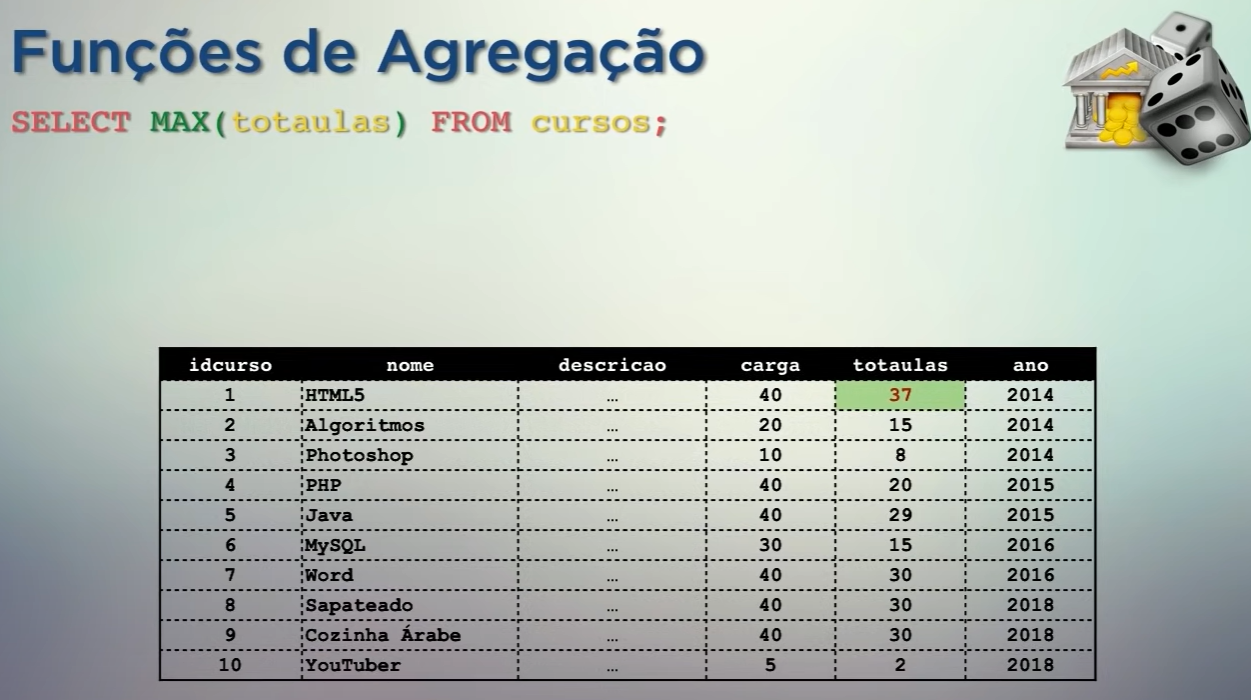 Funções de Agregação
SELECT MAX(totaulas) FROM cursos;
idcurso nome descricao carga totaulas ano
1 HTML5 … 40 37 2014
2 Algoritmos … 20 15 2014
3 Photoshop … 10 8 2014
4 PHP … 40 20 2015
5 Java … 40 29 2015
6 MySQL … 30 15 2016
7 Word … 40 30 2016
8 Sapateado … 40 30 2018
9 Cozinha Árabe … 40 30 2018
10 YouTuber … 5 2 2018